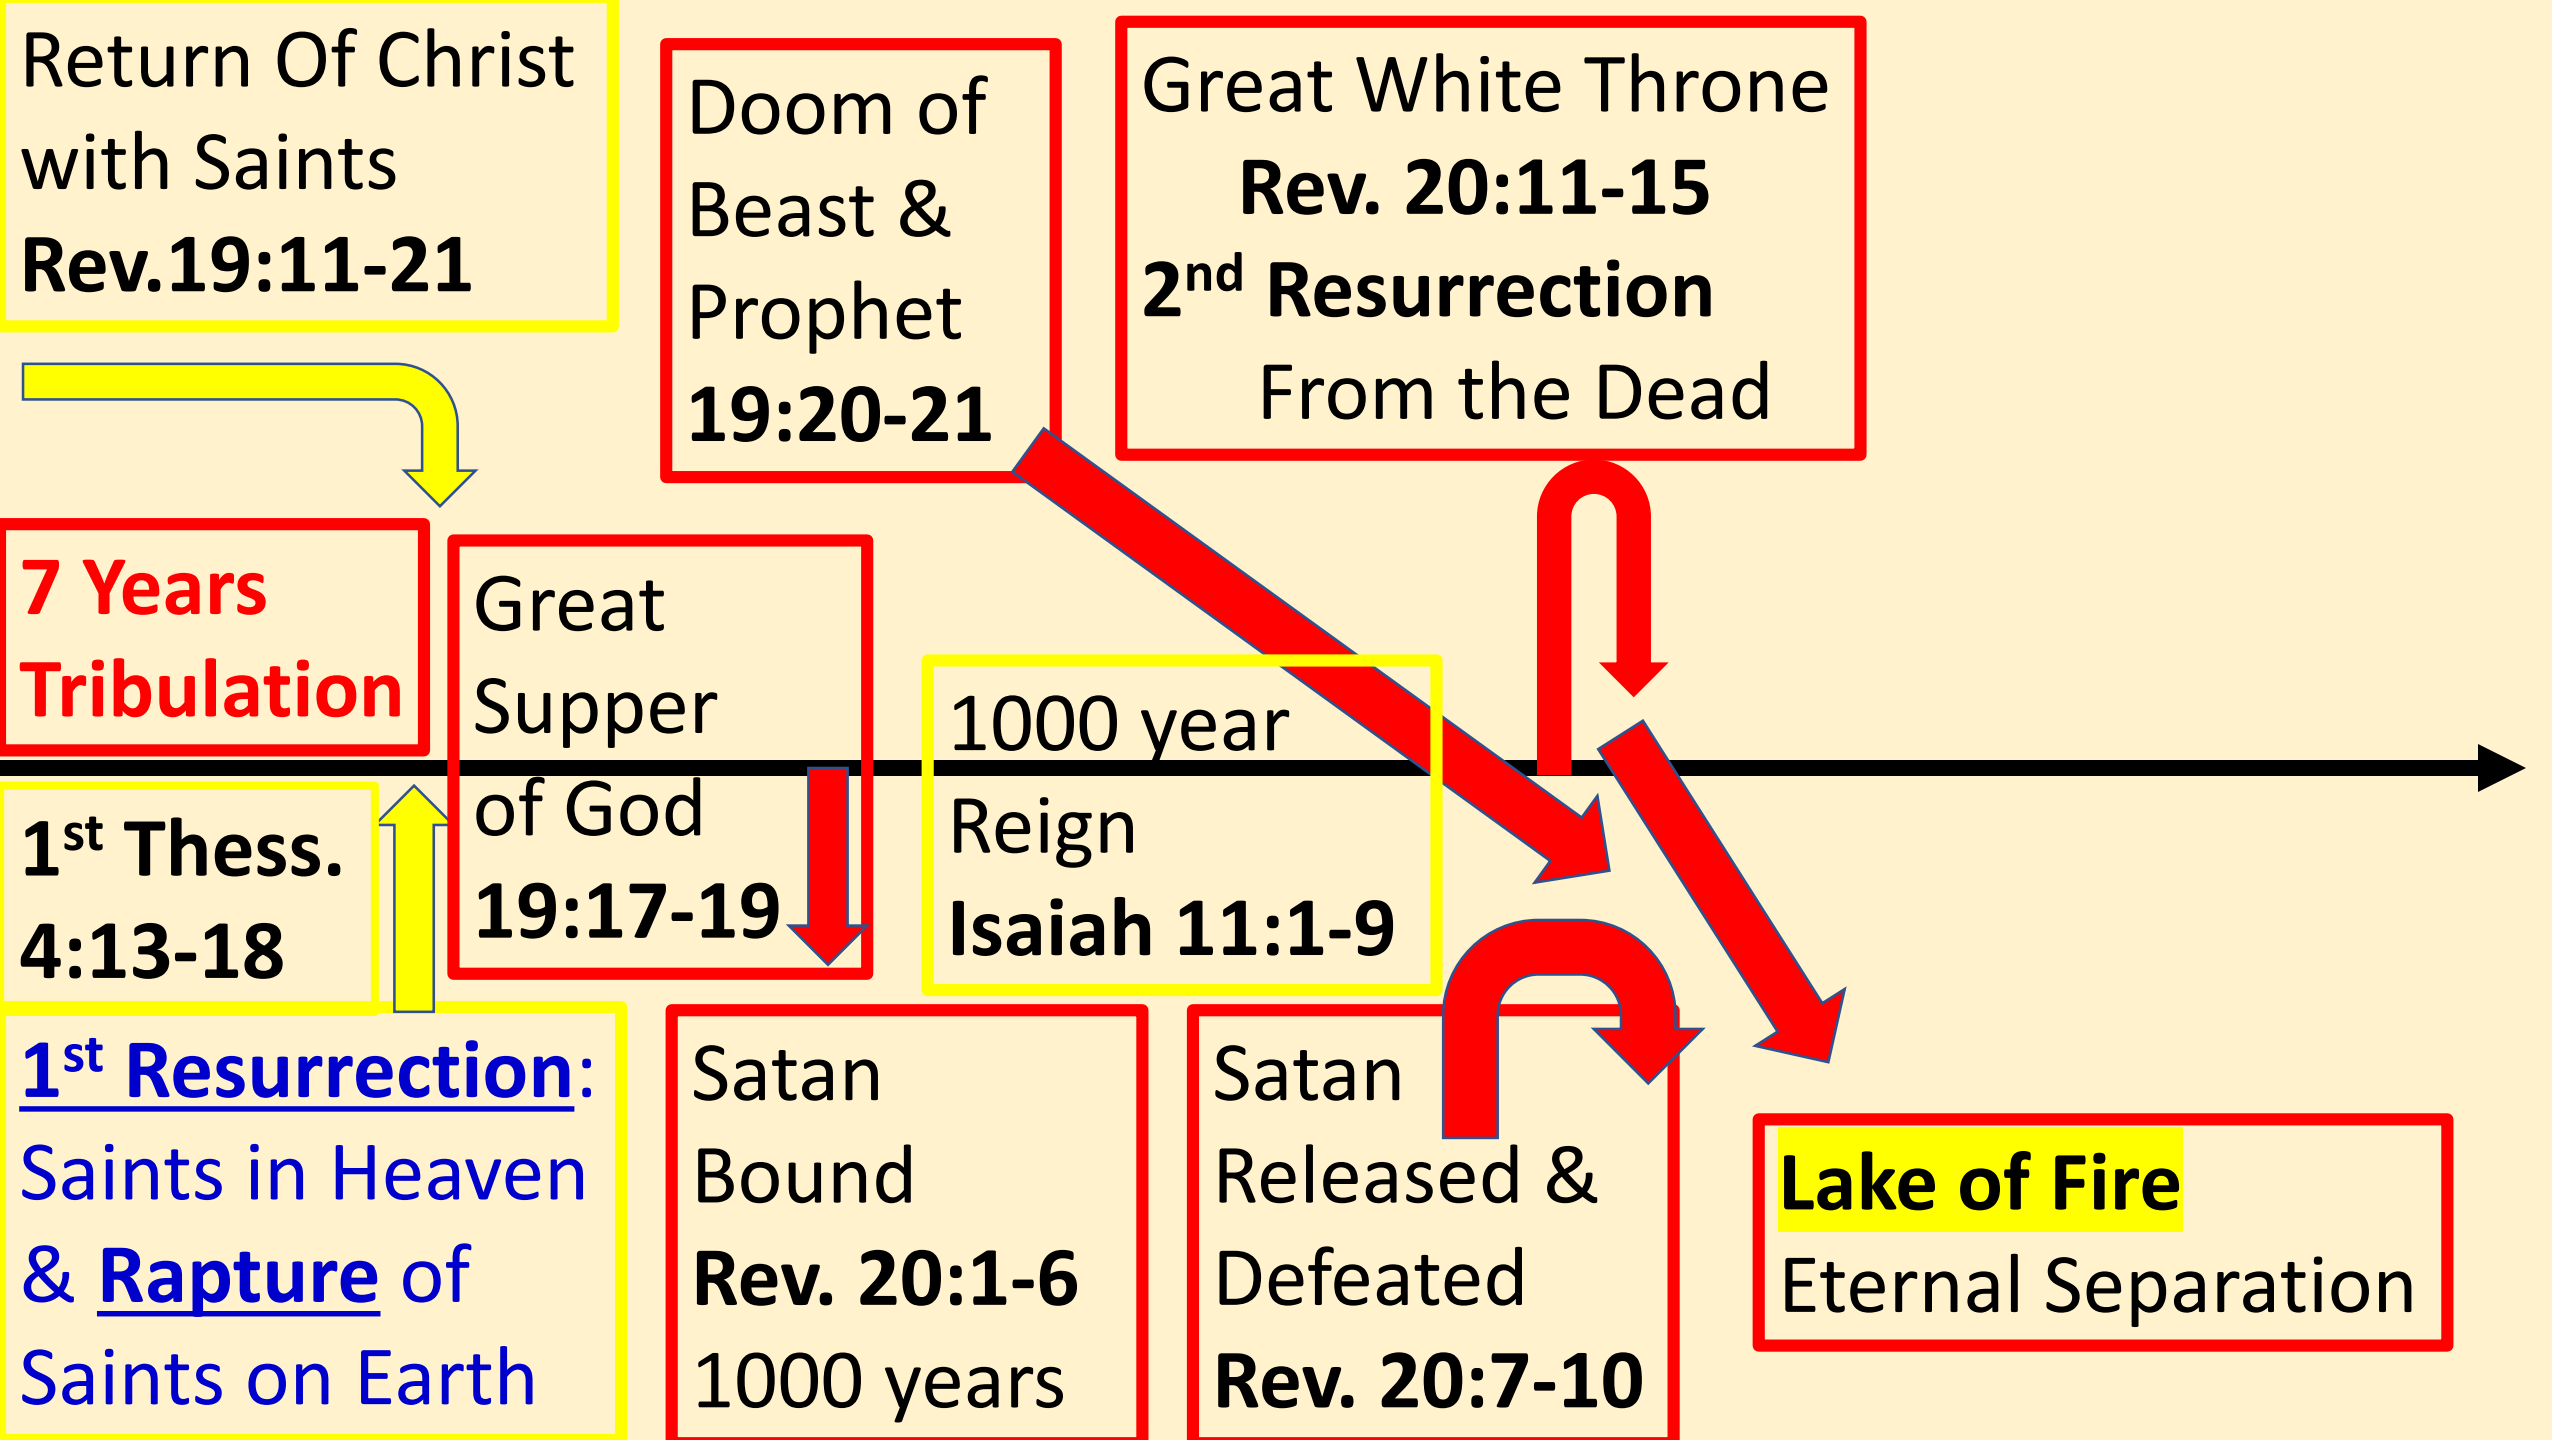 Return Of Christ
with Saints
Rev.19:11-21
Doom of
Beast &
Prophet
19:20-21
Great White Throne
Rev. 20:11-15
2nd Resurrection
From the Dead
7 Years
Tribulation
Great
Supper
of God
19:17-19
1000 year
Reign
Isaiah 11:1-9
1st Thess.
4:13-18
1st Resurrection:
Saints in Heaven
& Rapture of
Saints on Earth
Satan
Bound
Rev. 20:1-6
1000 years
Satan
Released &
Defeated
Rev. 20:7-10
Lake of Fire
Eternal Separation